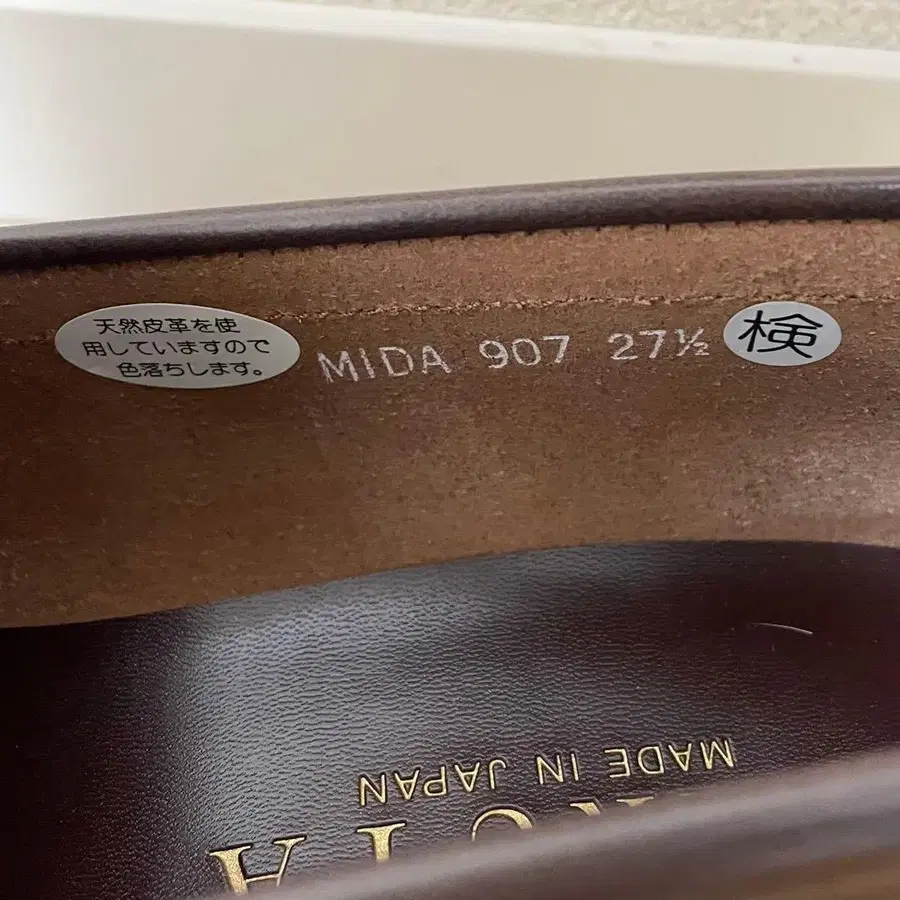 天然皮革を使
用していますので
色落ちします。
MIDA 907 27½
検
MADE IN JAPAN